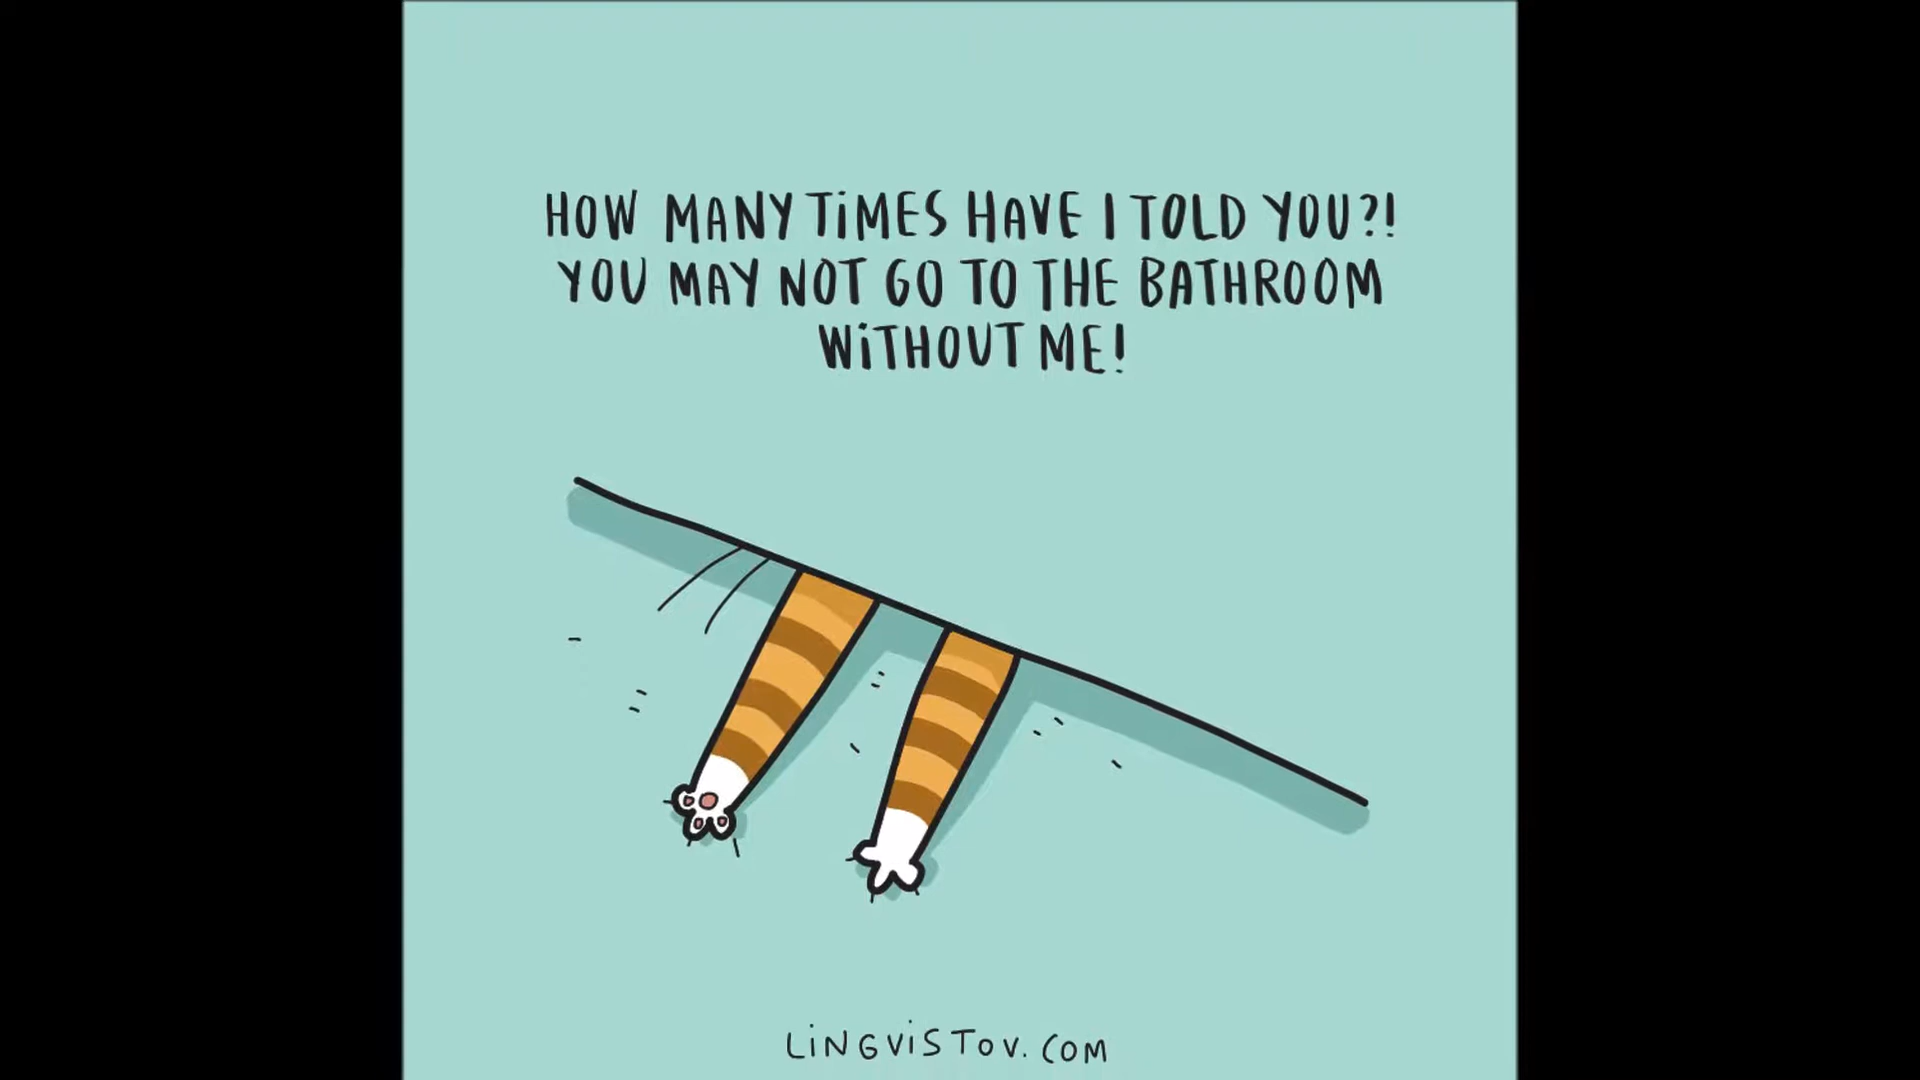 HOW MANY TiMES HAVE I TOLD YOU?!
YOU MAY NOT GO TO THE BATHROOM
WiTHOUT ME!
LiNGViSTOV.COM